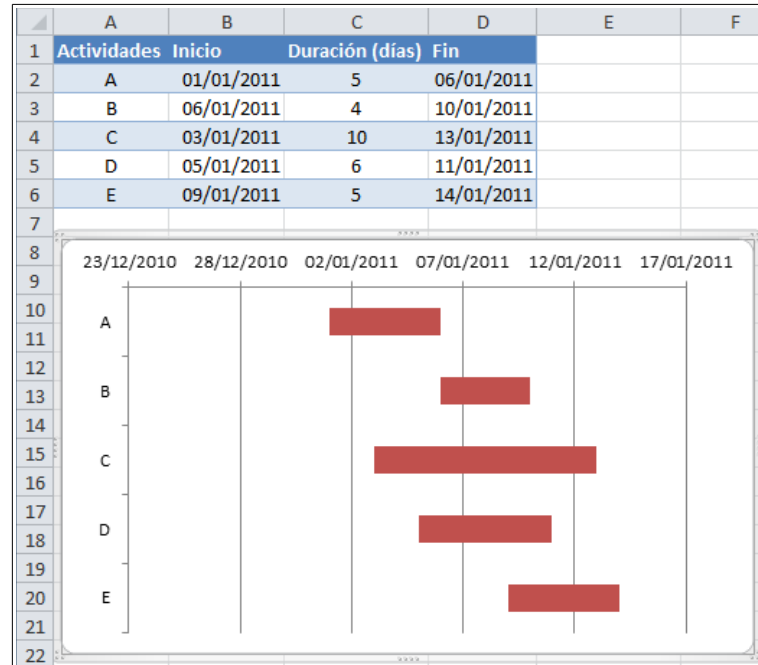 A B C D E F
1 Actividades Inicio Duración (días) Fin
2 A 01/01/2011 5 06/01/2011
3 B 06/01/2011 4 10/01/2011
4 C 03/01/2011 10 13/01/2011
5 D 05/01/2011 6 11/01/2011
6 E 09/01/2011 5 14/01/2011
7
8
23/12/2010 28/12/2010 02/01/2011 07/01/2011 12/01/2011 17/01/2011
9
10
A
11
12
13 B
14
15 C
16
17
18 D
19
20 E
21
22